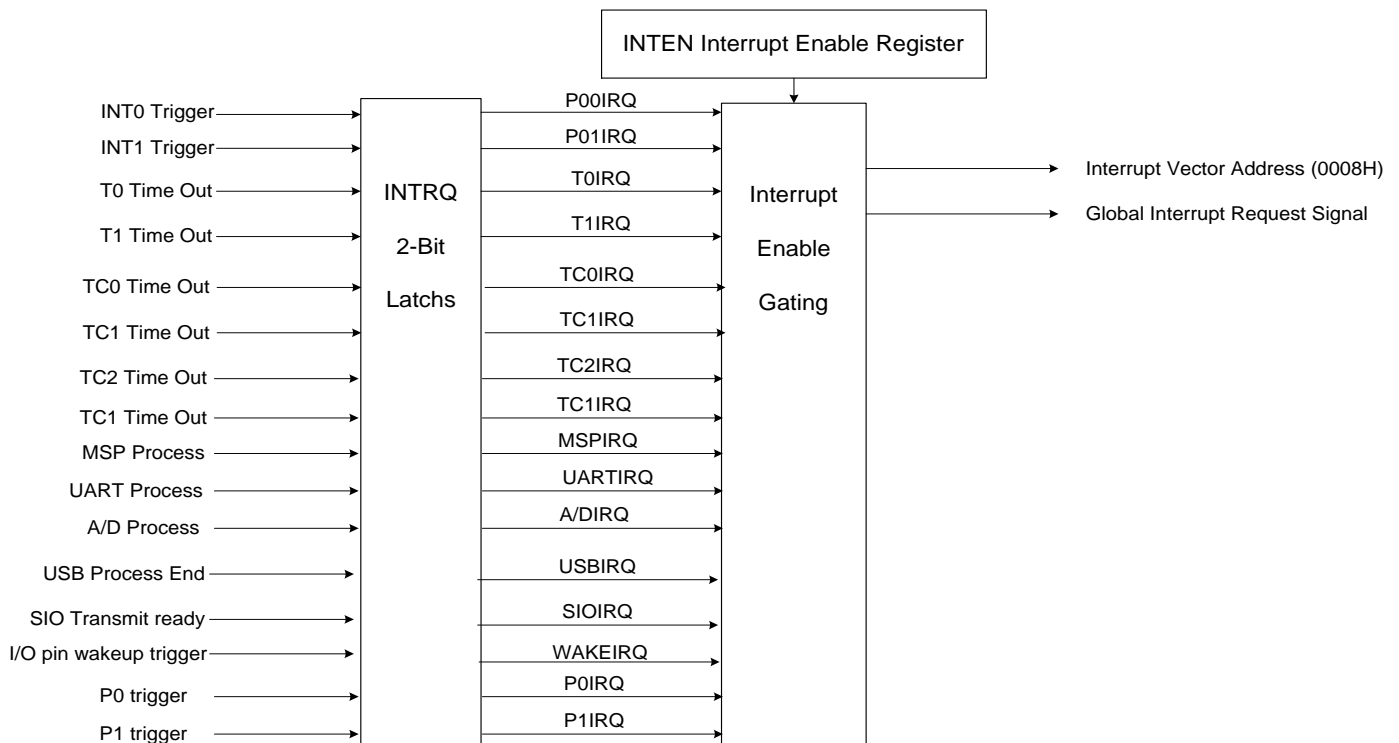 INTEN Interrupt Enable Register
INT0 Trigger
INT1 Trigger
T0 Time Out
T1 Time Out
TC0 Time Out
TC1 Time Out
TC2 Time Out
TC1 Time Out
MSP Process
UART Process
A/D Process
USB Process End
SIO Transmit ready
I/O pin wakeup trigger
P0 trigger
P1 trigger
INTRQ
2-Bit
Latchs
P00IRQ
P01IRQ
T0IRQ
T1IRQ
TC0IRQ
TC1IRQ
TC2IRQ
TC1IRQ
MSPIRQ
UARTIRQ
A/DIRQ
USBIRQ
SIOIRQ
WAKEIRQ
P0IRQ
P1IRQ
Interrupt
Enable
Gating
Interrupt Vector Address (0008H)
Global Interrupt Request Signal